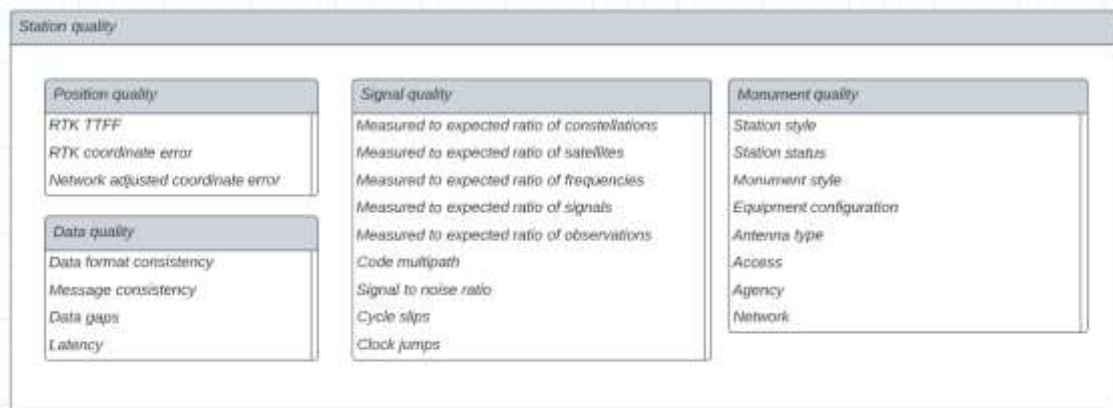 Station quality
Position quality
RTK TTFF
RTK coordinate error
Network adjusted coordinate error
Data quality
Data format consistency
Message consistency
Data gaps
Latency
Signal quality
Measured to expected ratio of constellations
Measured to expected ratio of satellites
Measured to expected ratio of frequencies
Measured to expected ratio of signals
Measured to expected ratio of observations
Code multipath
Signal to noise ratio
Cycle slips
Clock jumps
Monument quality
Station style
Station status
Monument style
Equipment configuration
Antenna type
Access
Agency
Network